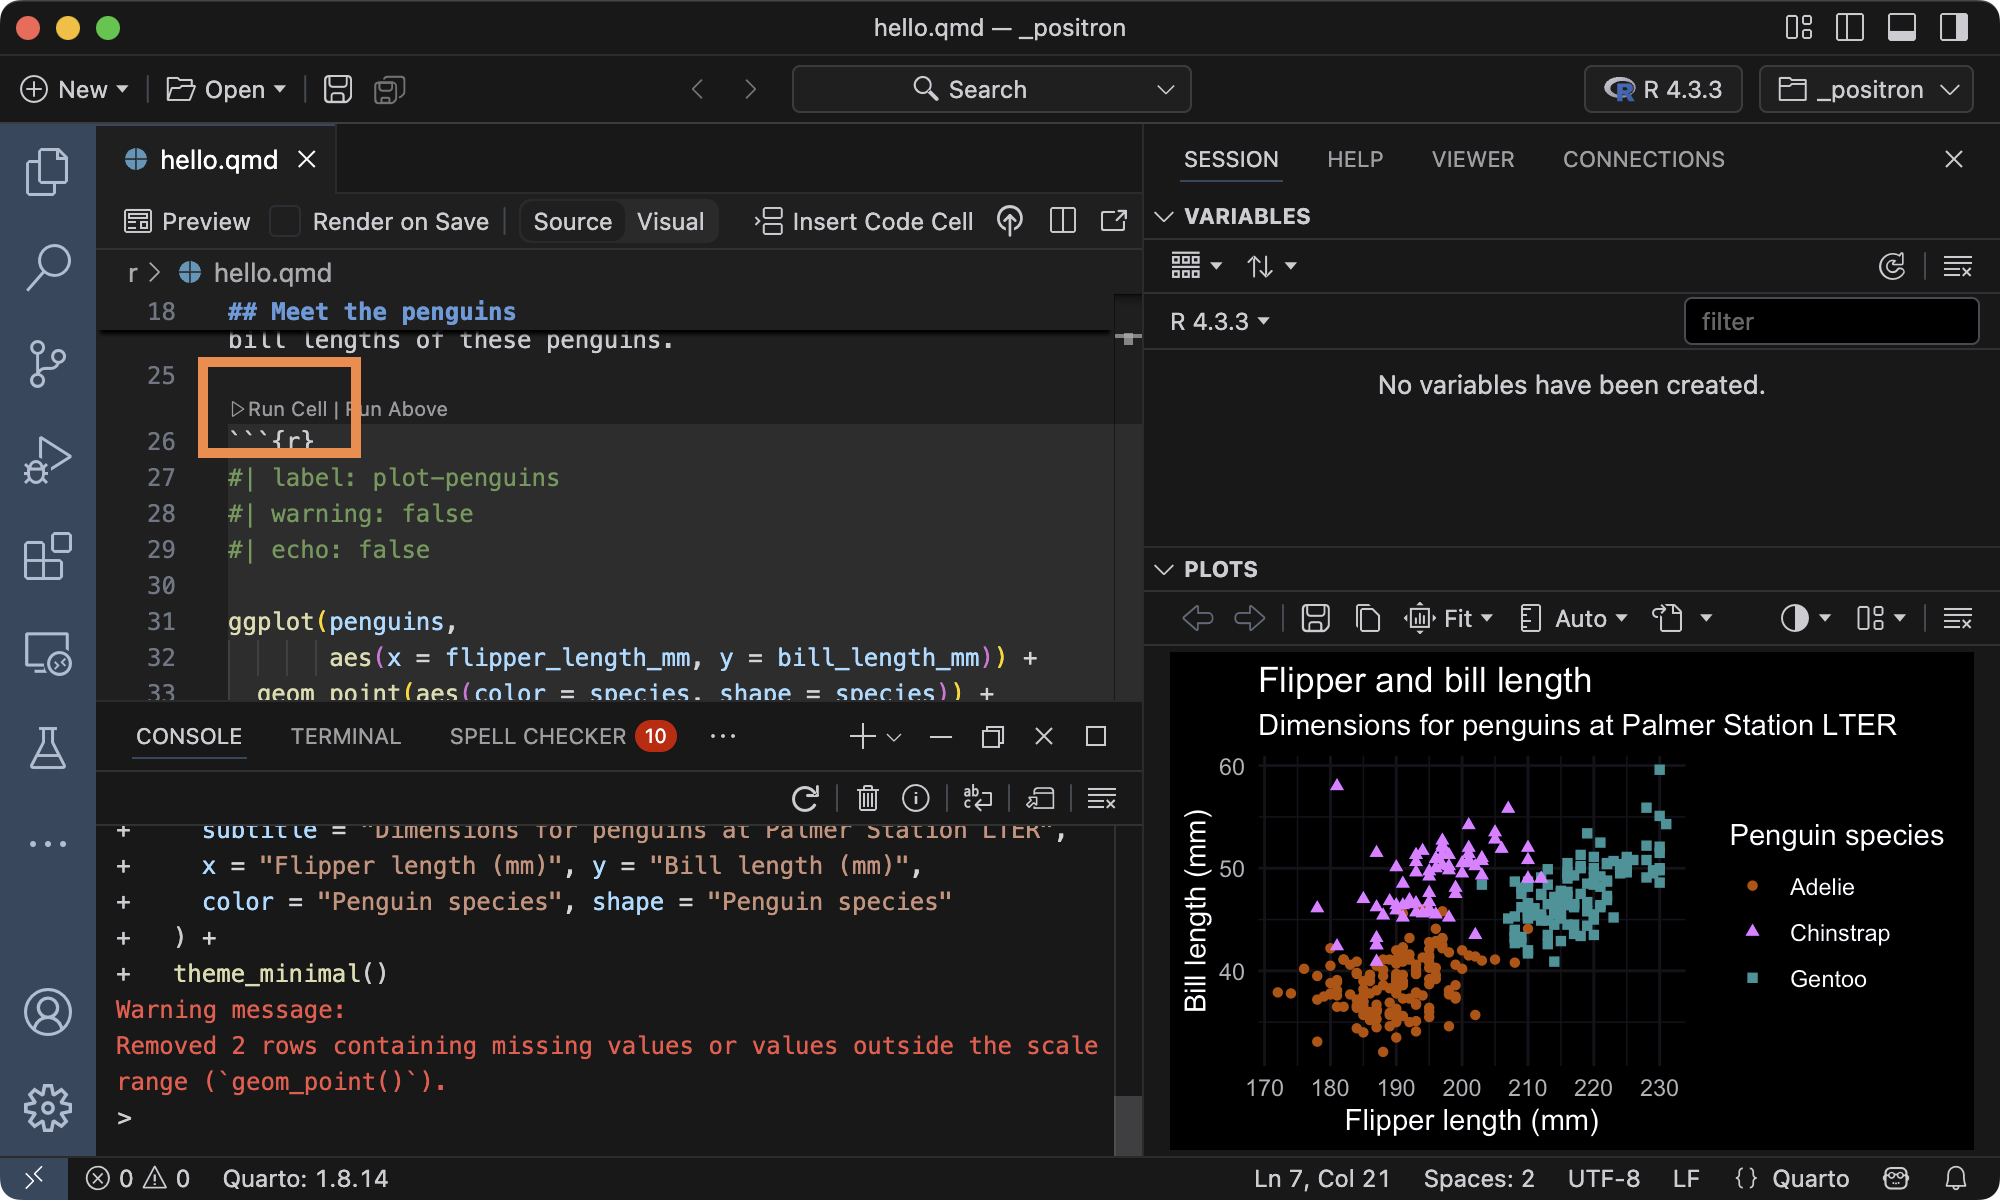 hello.qmd — _positron
New
Open
Search
R 4.3.3
_positron
hello.qmd
Preview
Render on Save
Source
Visual
Insert Code Cell
r > hello.qmd
18 ## Meet the penguins
bill lengths of these penguins.
25
Run Cell | Run Above
26 ```{r}
27 #| label: plot-penguins
28 #| warning: false
29 #| echo: false
30
31 ggplot(penguins,
32 aes(x = flipper_length_mm, y = bill_length_mm)) +
33 geom_point(aes(color = species, shape = species)) +
CONSOLE
TERMINAL
SPELL CHECKER 10
+ subtitle = "Dimensions for penguins at Palmer Station LTER",
+ x = "Flipper length (mm)", y = "Bill length (mm)",
+ color = "Penguin species", shape = "Penguin species"
+ ) +
+ theme_minimal()
Warning message:
Removed 2 rows containing missing values or values outside the scale
range (`geom_point()`).
>
SESSION
HELP
VIEWER
CONNECTIONS
VARIABLES
R 4.3.3
filter
No variables have been created.
PLOTS
Fit
Auto
Flipper and bill length
Dimensions for penguins at Palmer Station LTER
60
50
40
Bill length (mm)
170 180 190 200 210 220 230
Flipper length (mm)
Penguin species
Adelie
Chinstrap
Gentoo
0 0 Quarto: 1.8.14
Ln 7, Col 21
Spaces: 2
UTF-8
LF
{} Quarto